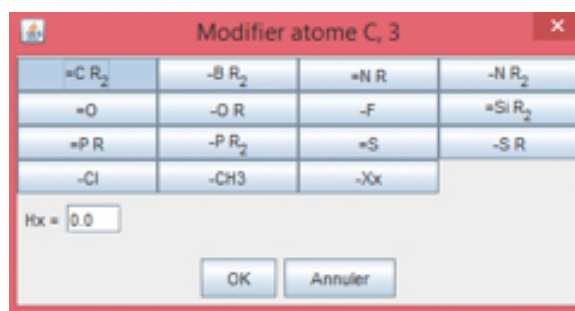 Modifier atome C, 3
=C R₂ -B R₂ =N R -N R₂
=O -O R -F =Si R₂
=P R -P R₂ =S -S R
-Cl -CH3 -Xx
Hx = 0.0
OK Annuler